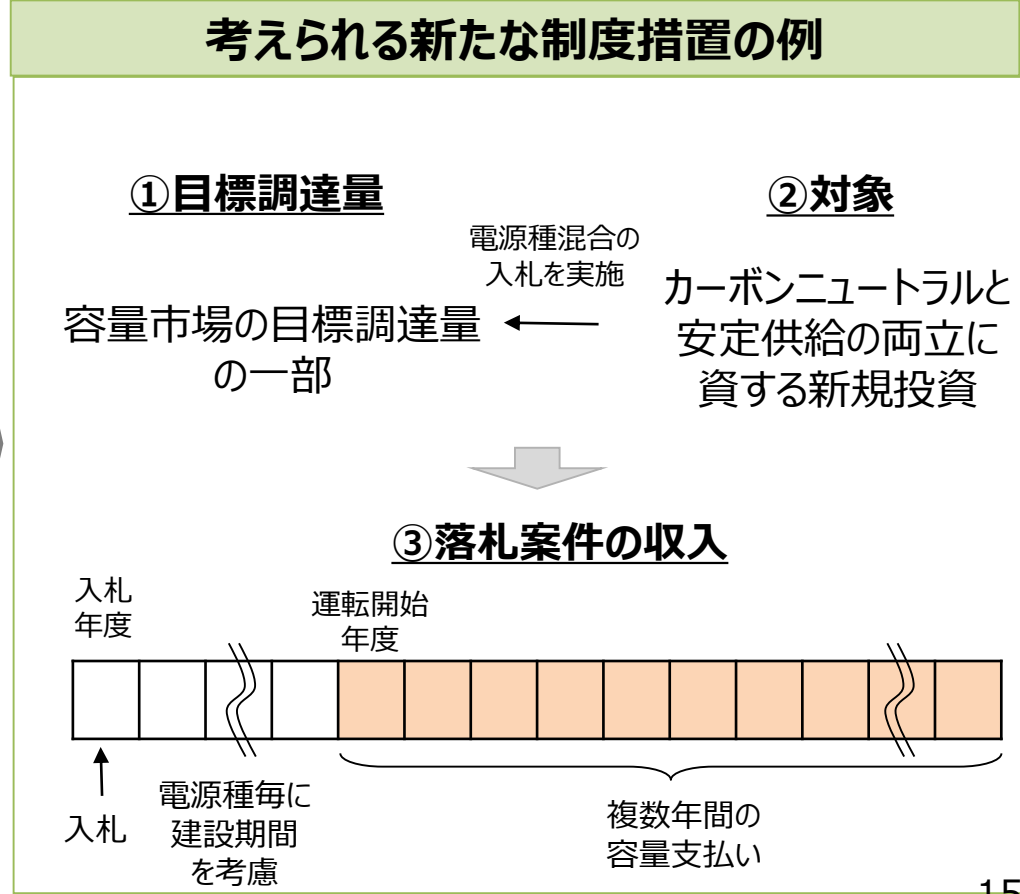 考えられる新たな制度措置の例
①目標調達量
②対象
電源種混合の
入札を実施
容量市場の目標調達量
の一部
カーボンニュートラルと
安定供給の両立に
資する新規投資
③落札案件の収入
入札
年度
運転開始
年度
入札
電源種毎に
建設期間
を考慮
複数年間の
容量支払い
15